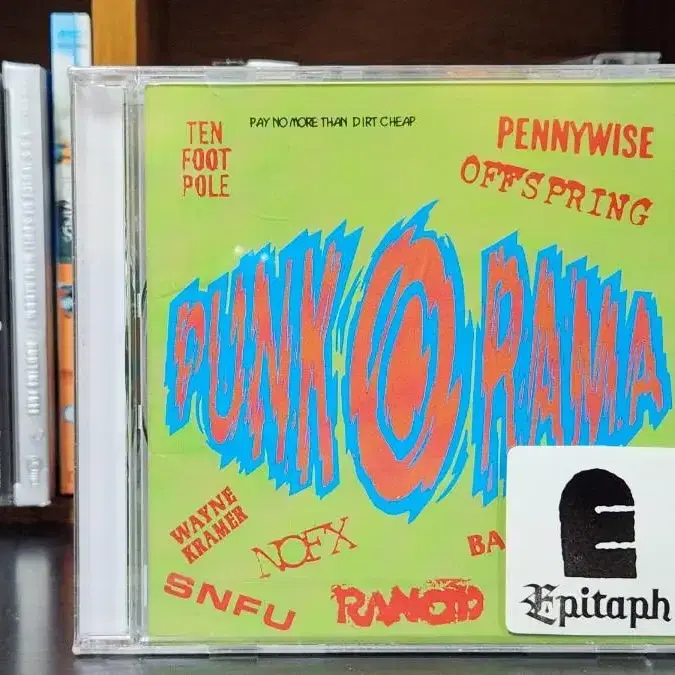 TEN
FOOT
POLE
PAY NO MORE THAN DIRT CHEAP
PENNYWISE
OFFSPRING
PUNK O RAMA
WAYNE
KRAMER
NOFX
BA
SNFU
RANCID
E
Epitaph